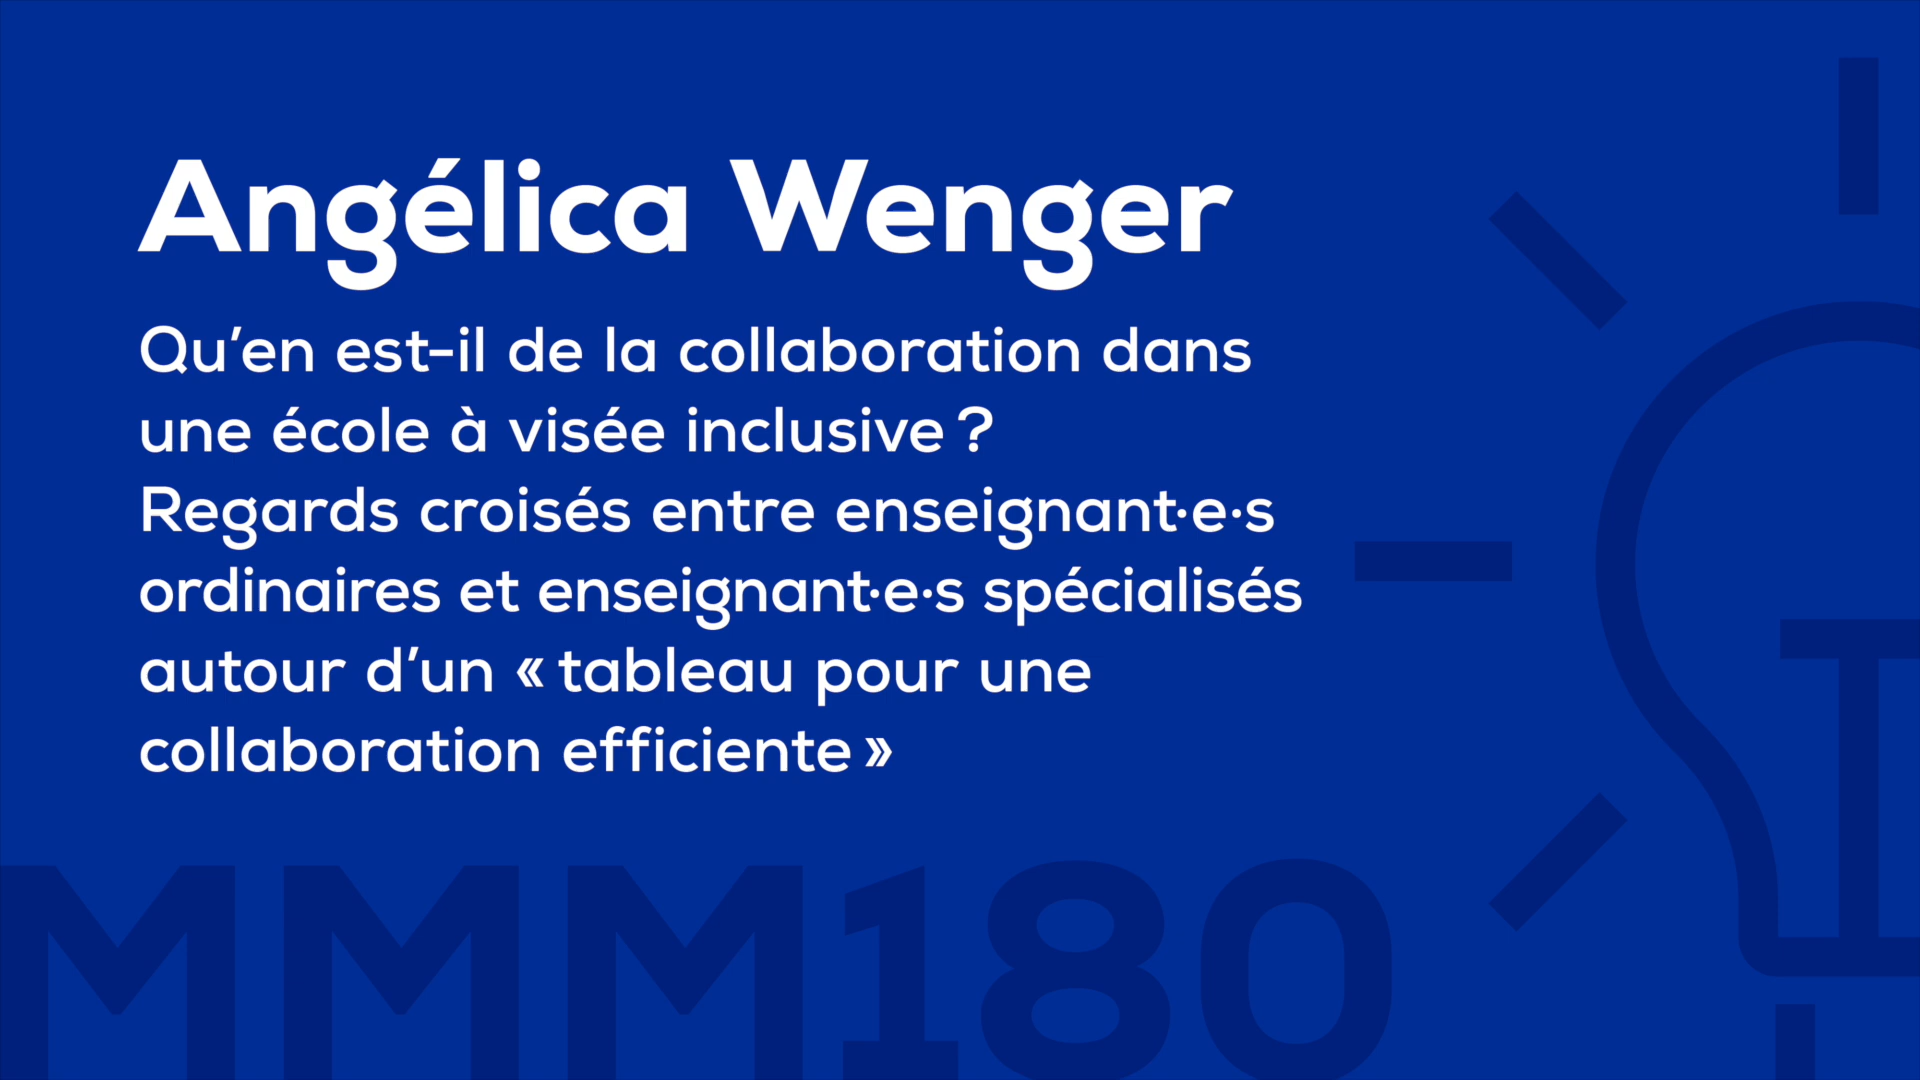 Angélica Wenger
Qu’en est-il de la collaboration dans
une école à visée inclusive ?
Regards croisés entre enseignant·e·s
ordinaires et enseignant·e·s spécialisés
autour d’un « tableau pour une
collaboration efficiente »
MMM180